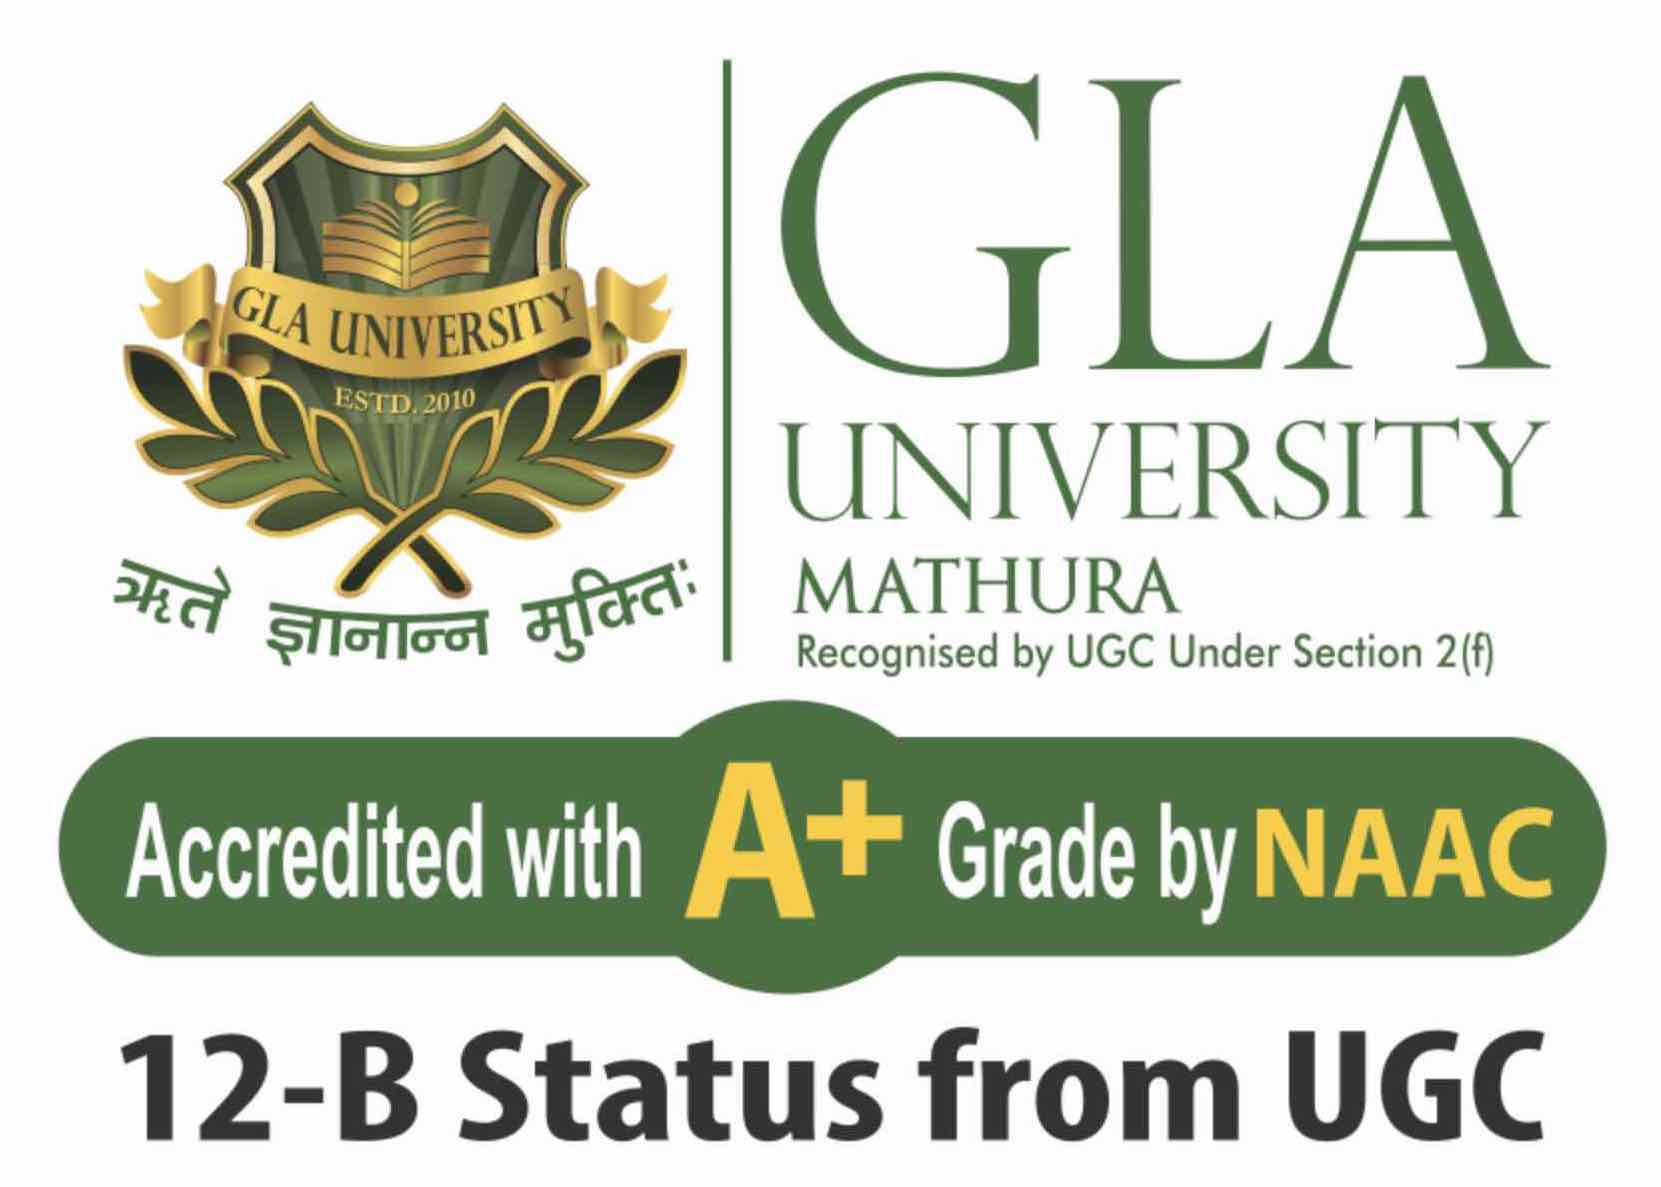 GLA UNIVERSITY
ESTD. 2010
ऋते ज्ञानान्न मुक्तिः
GLA
UNIVERSITY
MATHURA
Recognised by UGC Under Section 2(f)
Accredited with A+ Grade by NAAC
12-B Status from UGC